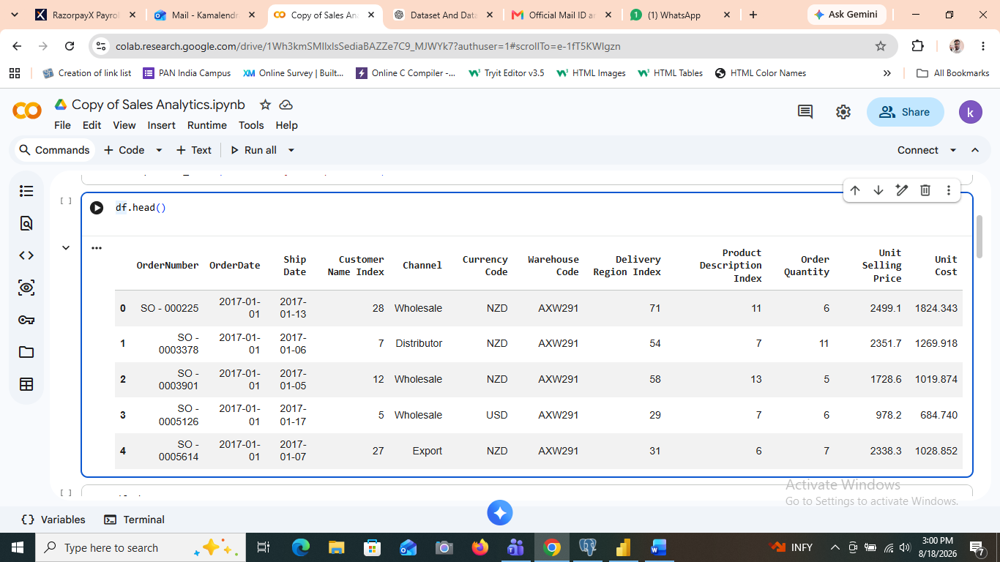 RazorpayX Payrol
Mail - Kamalendra
Copy of Sales Ana
Dataset And Data
Official Mail ID a
(1) WhatsApp
Ask Gemini
colab.research.google.com/drive/1Wh3kmSMIlxlsSediaBAZZe7C9_MJWYk7?authuser=1#scrollTo=e-1fT5KWlgzn
Creation of link list
PAN India Campus
XM Online Survey | Built...
Online C Compiler -...
Tryit Editor v3.5
HTML Images
HTML Tables
HTML Color Names
All Bookmarks
Copy of Sales Analytics.ipynb
File Edit View Insert Runtime Tools Help
Share
k
Commands + Code + Text Run all
Connect
[ ]
df.head()
OrderNumber OrderDate Ship Date Customer Name Index Channel Currency Code Warehouse Code Delivery Region Index Product Description Index Order Quantity Unit Selling Price Unit Cost
0 SO - 000225 2017-01-01 2017-01-13 28 Wholesale NZD AXW291 71 11 6 2499.1 1824.343
1 SO - 0003378 2017-01-01 2017-01-06 7 Distributor NZD AXW291 54 7 11 2351.7 1269.918
2 SO - 0003901 2017-01-01 2017-01-05 12 Wholesale NZD AXW291 58 13 5 1728.6 1019.874
3 SO - 0005126 2017-01-01 2017-01-17 5 Wholesale USD AXW291 29 7 6 978.2 684.740
4 SO - 0005614 2017-01-01 2017-01-07 27 Export NZD AXW291 31 6 7 2338.3 1028.852
[ ]
Activate Windows
Go to Settings to activate Windows.
Variables
Terminal
Type here to search
INFY
3:00 PM
8/18/2026
7